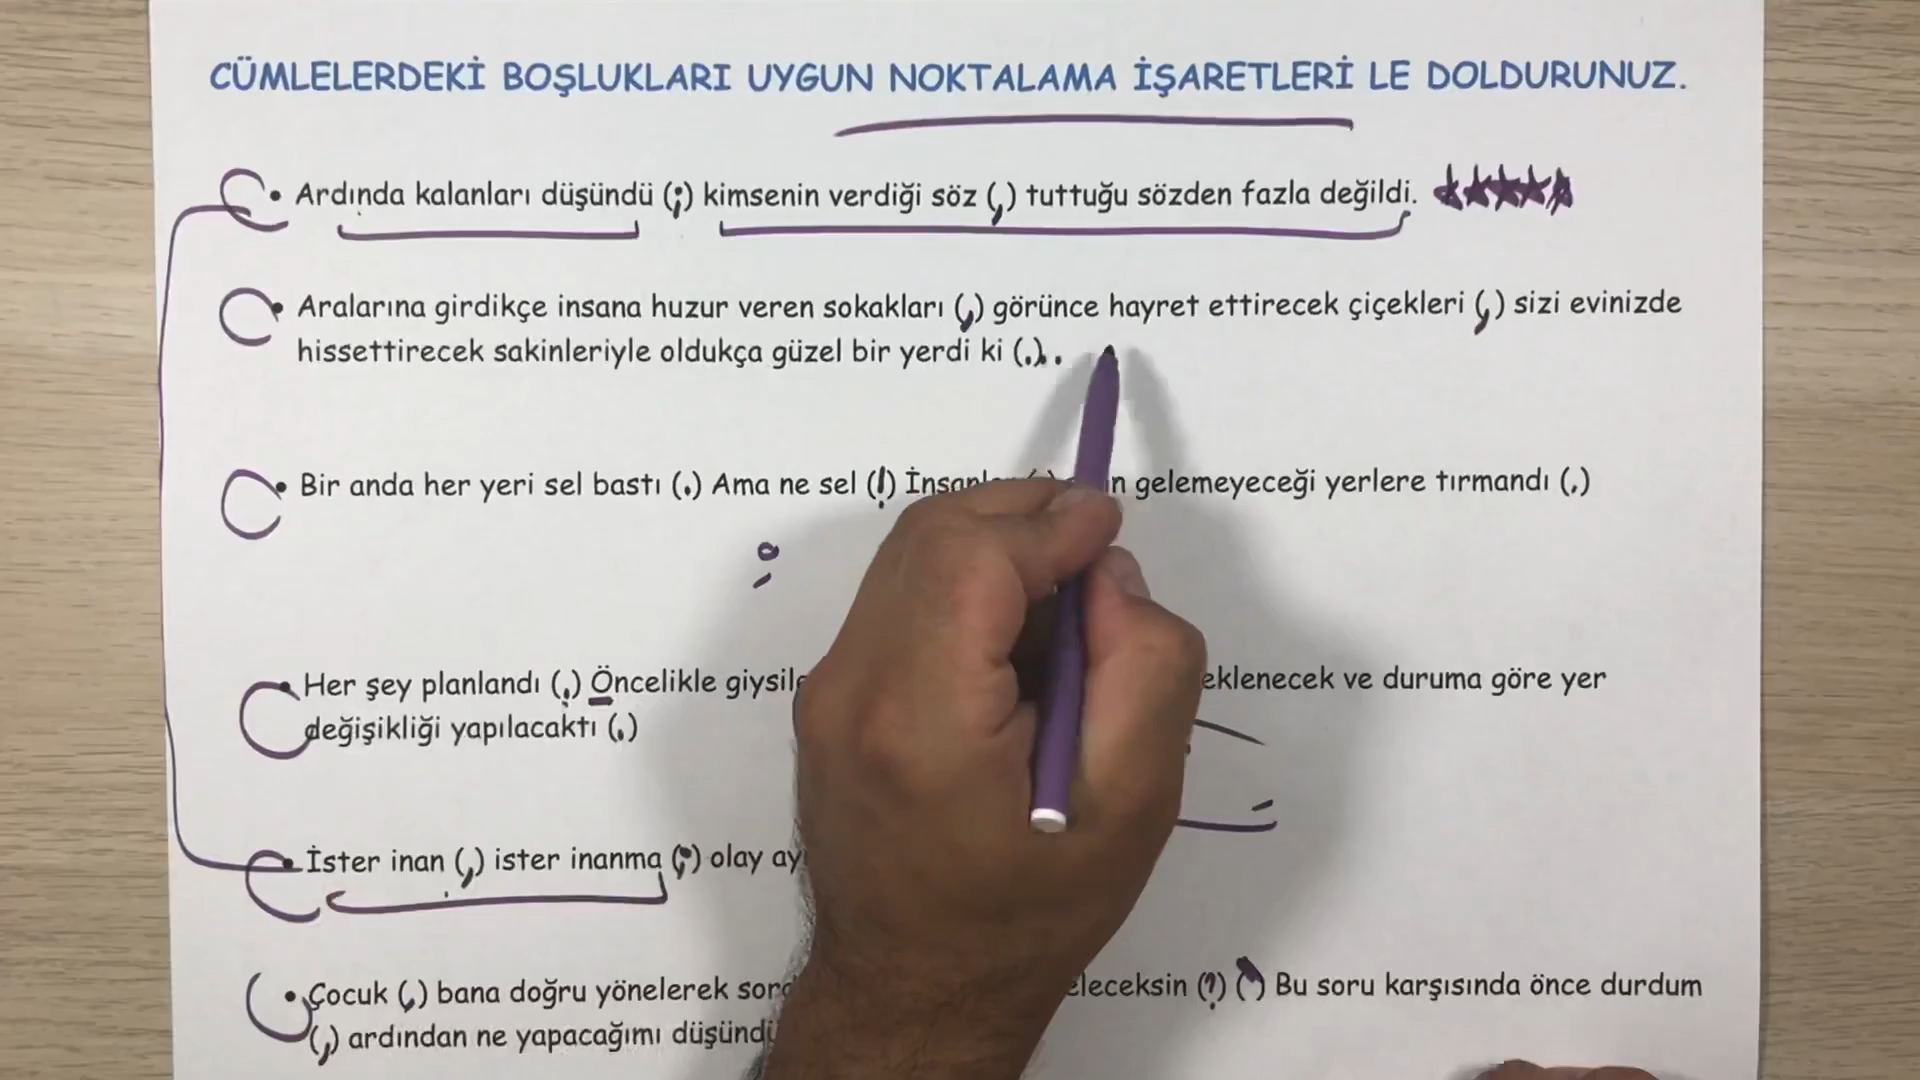 CÜMLELERDEKİ BOŞLUKLARI UYGUN NOKTALAMA İŞARETLERİ LE DOLDURUNUZ.
• Ardında kalanları düşündü (;) kimsenin verdiği söz (,) tuttuğu sözden fazla değildi. ★★★★★
• Aralarına girdikçe insana huzur veren sokakları (,) görünce hayret ettirecek çiçekleri (,) sizi evinizde
hissettirecek sakinleriyle oldukça güzel bir yerdi ki (.)..
• Bir anda her yeri sel bastı (.) Ama ne sel (!) gelemeyeceği yerlere tırmandı (.)
• Her şey planlandı (.) Öncelikle eklenecek ve duruma göre yer
değişikliği yapılacaktı (.)
• İster inan (,) ister inanma (;) olay
• Çocuk (,) bana doğru yönelerek (?) (") Bu soru karşısında önce durdum
(,) ardından ne yapacağımı